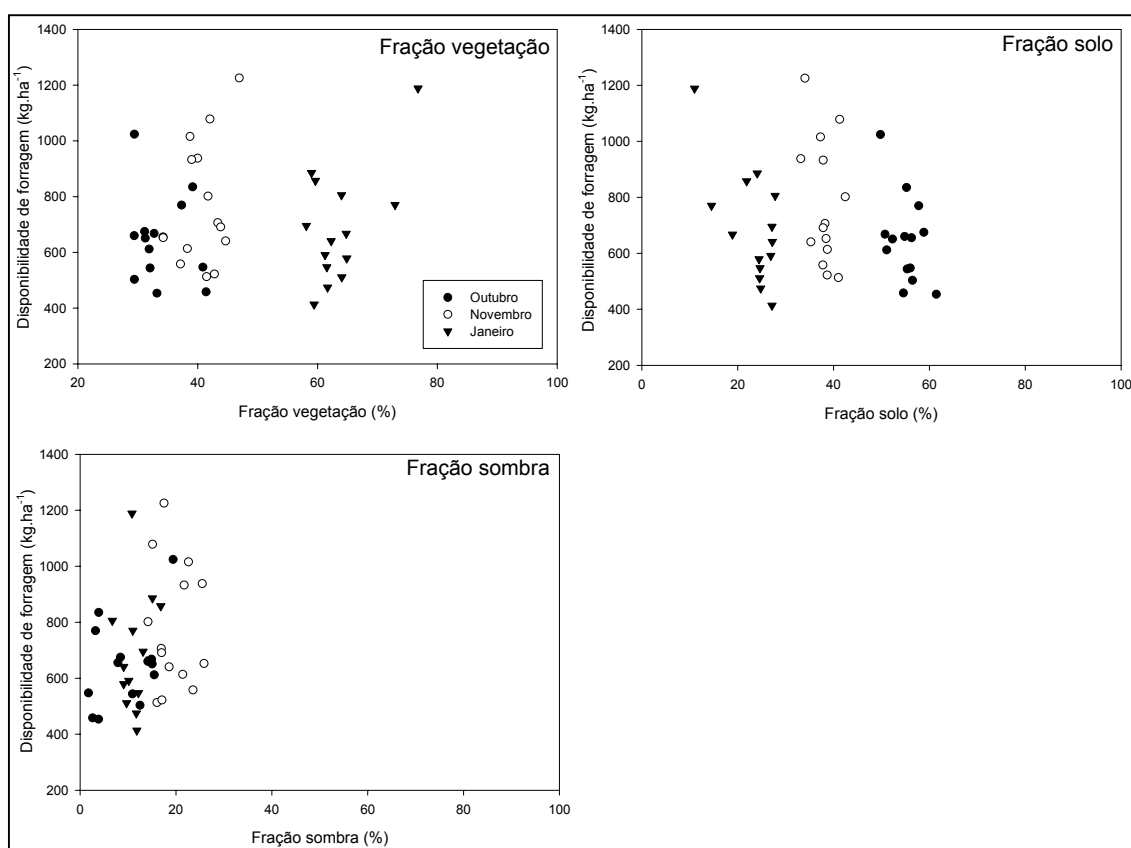 Fração vegetação
Disponibilidade de forragem (kg.ha⁻¹)
1400
1200
1000
800
600
400
200
Outubro
Novembro
Janeiro
20 40 60 80 100
Fração vegetação (%)
Fração solo
Disponibilidade de forragem (kg.ha⁻¹)
1400
1200
1000
800
600
400
200
0 20 40 60 80 100
Fração solo (%)
Fração sombra
Disponibilidade de forragem (kg.ha⁻¹)
1400
1200
1000
800
600
400
200
0 20 40 60 80 100
Fração sombra (%)